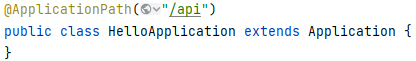 @ApplicationPath("/api")
public class HelloApplication extends Application {
}